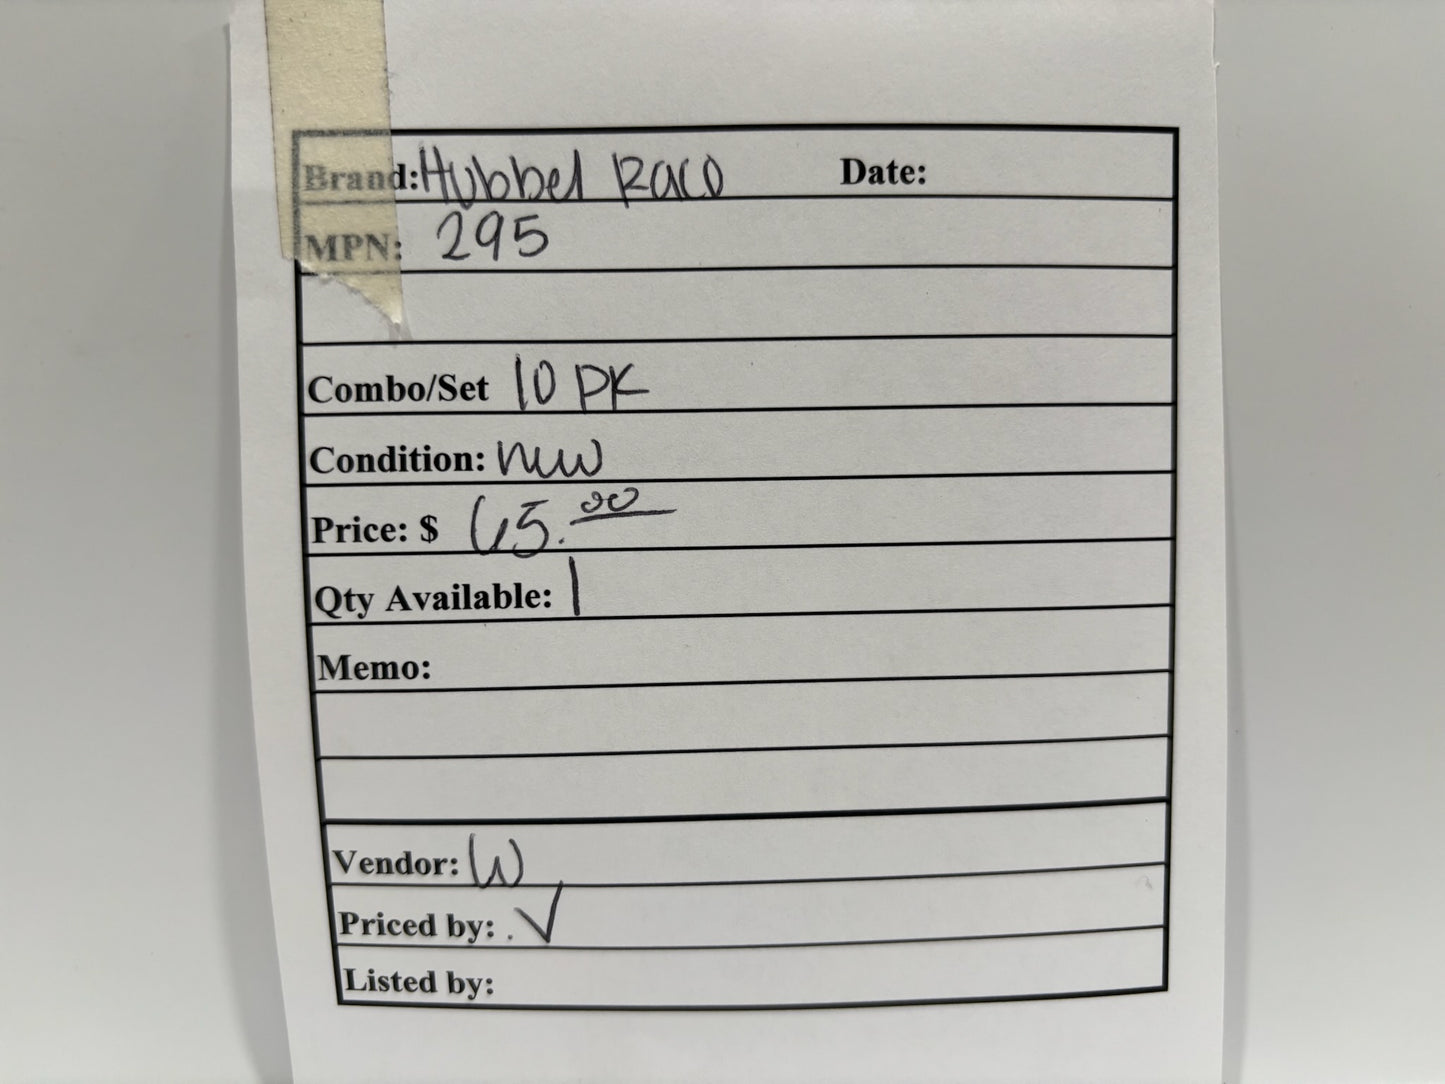 Brand: Hubbel Raco Date:
MPN: 295
Combo/Set 10 PK
Condition: new
Price: $ 65.00
Qty Available: 1
Memo:
Vendor: W
Priced by: . ✓
Listed by: